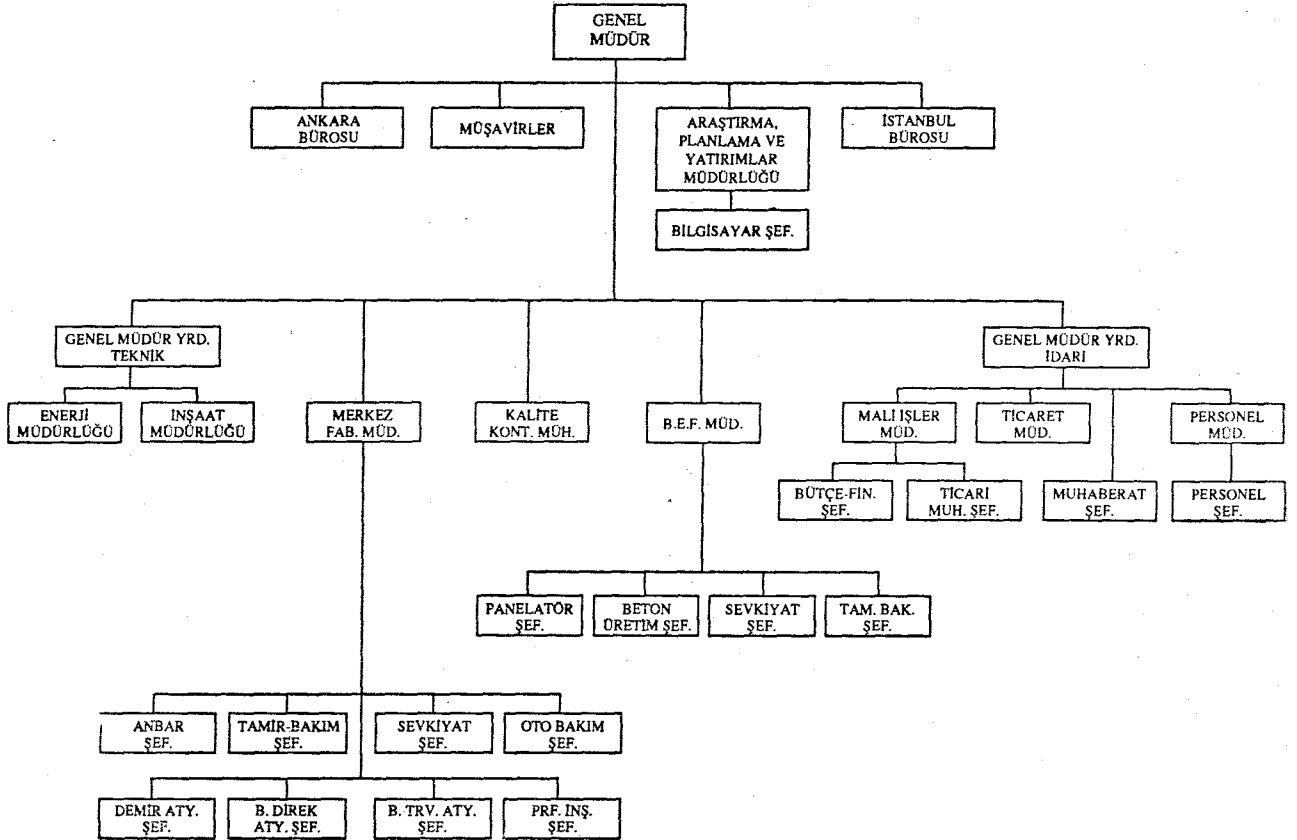 GENEL
MÜDÜR
ANKARA
BÜROSU
MÜŞAVİRLER
ARAŞTIRMA,
PLANLAMA VE
YATIRIMLAR
MÜDÜRLÜĞÜ
İSTANBUL
BÜROSU
BİLGİSAYAR ŞEF.
GENEL MÜDÜR YRD.
TEKNİK
GENEL MÜDÜR YRD.
İDARİ
ENERJİ
MÜDÜRLÜĞÜ
İNŞAAT
MÜDÜRLÜĞÜ
MERKEZ
FAB. MÜD.
KALİTE
KONT. MÜH.
B.E.F. MÜD.
MALİ İŞLER
MÜD.
TİCARET
MÜD.
PERSONEL
MÜD.
BÜTÇE-FİN.
ŞEF.
TİCARİ
MUH. ŞEF.
MUHABERAT
ŞEF.
PERSONEL
ŞEF.
PANELATÖR
ŞEF.
BETON
ÜRETİM ŞEF.
SEVKİYAT
ŞEF.
TAM. BAK.
ŞEF.
ANBAR
ŞEF.
TAMİR-BAKIM
ŞEF.
SEVKİYAT
ŞEF.
OTO BAKIM
ŞEF.
DEMİR ATY.
ŞEF.
B. DİREK
ATY. ŞEF.
B. TRV. ATY.
ŞEF.
PRF. İNŞ.
ŞEF.